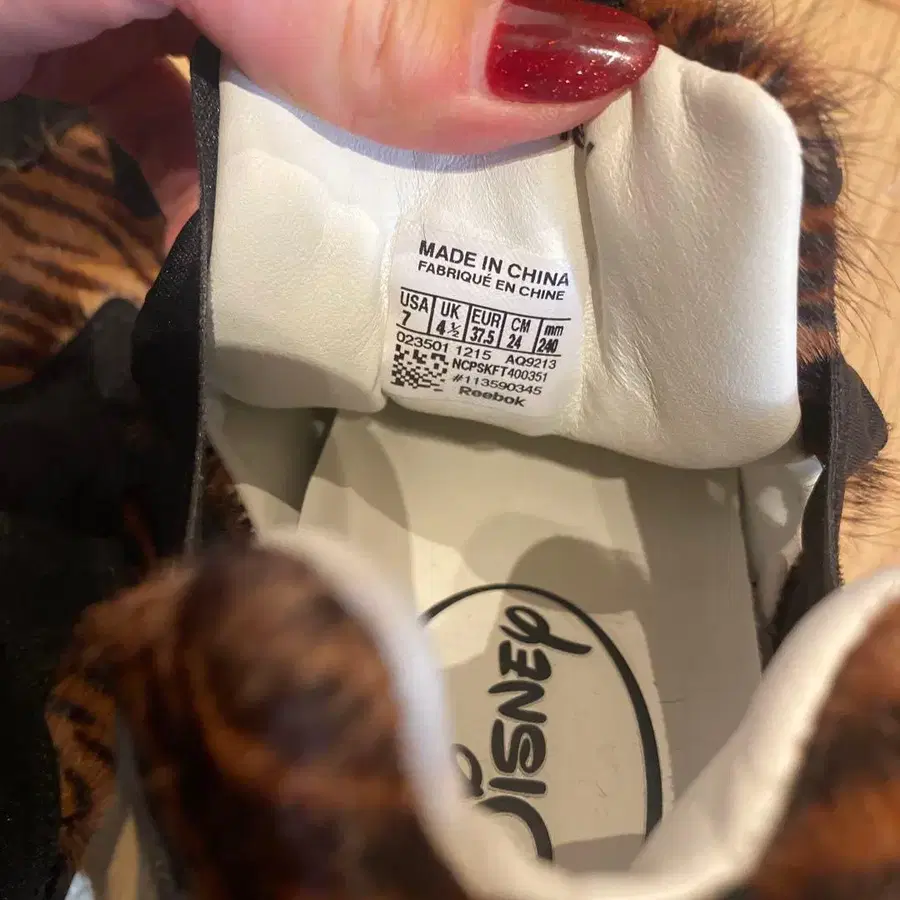 MADE IN CHINA
FABRIQUÉ EN CHINE
USA UK EUR CM mm
7 4½ 37.5 24 240
023501 1215 AQ9213
NCPSKFT400351
#113590345
Reebok
DISNEY